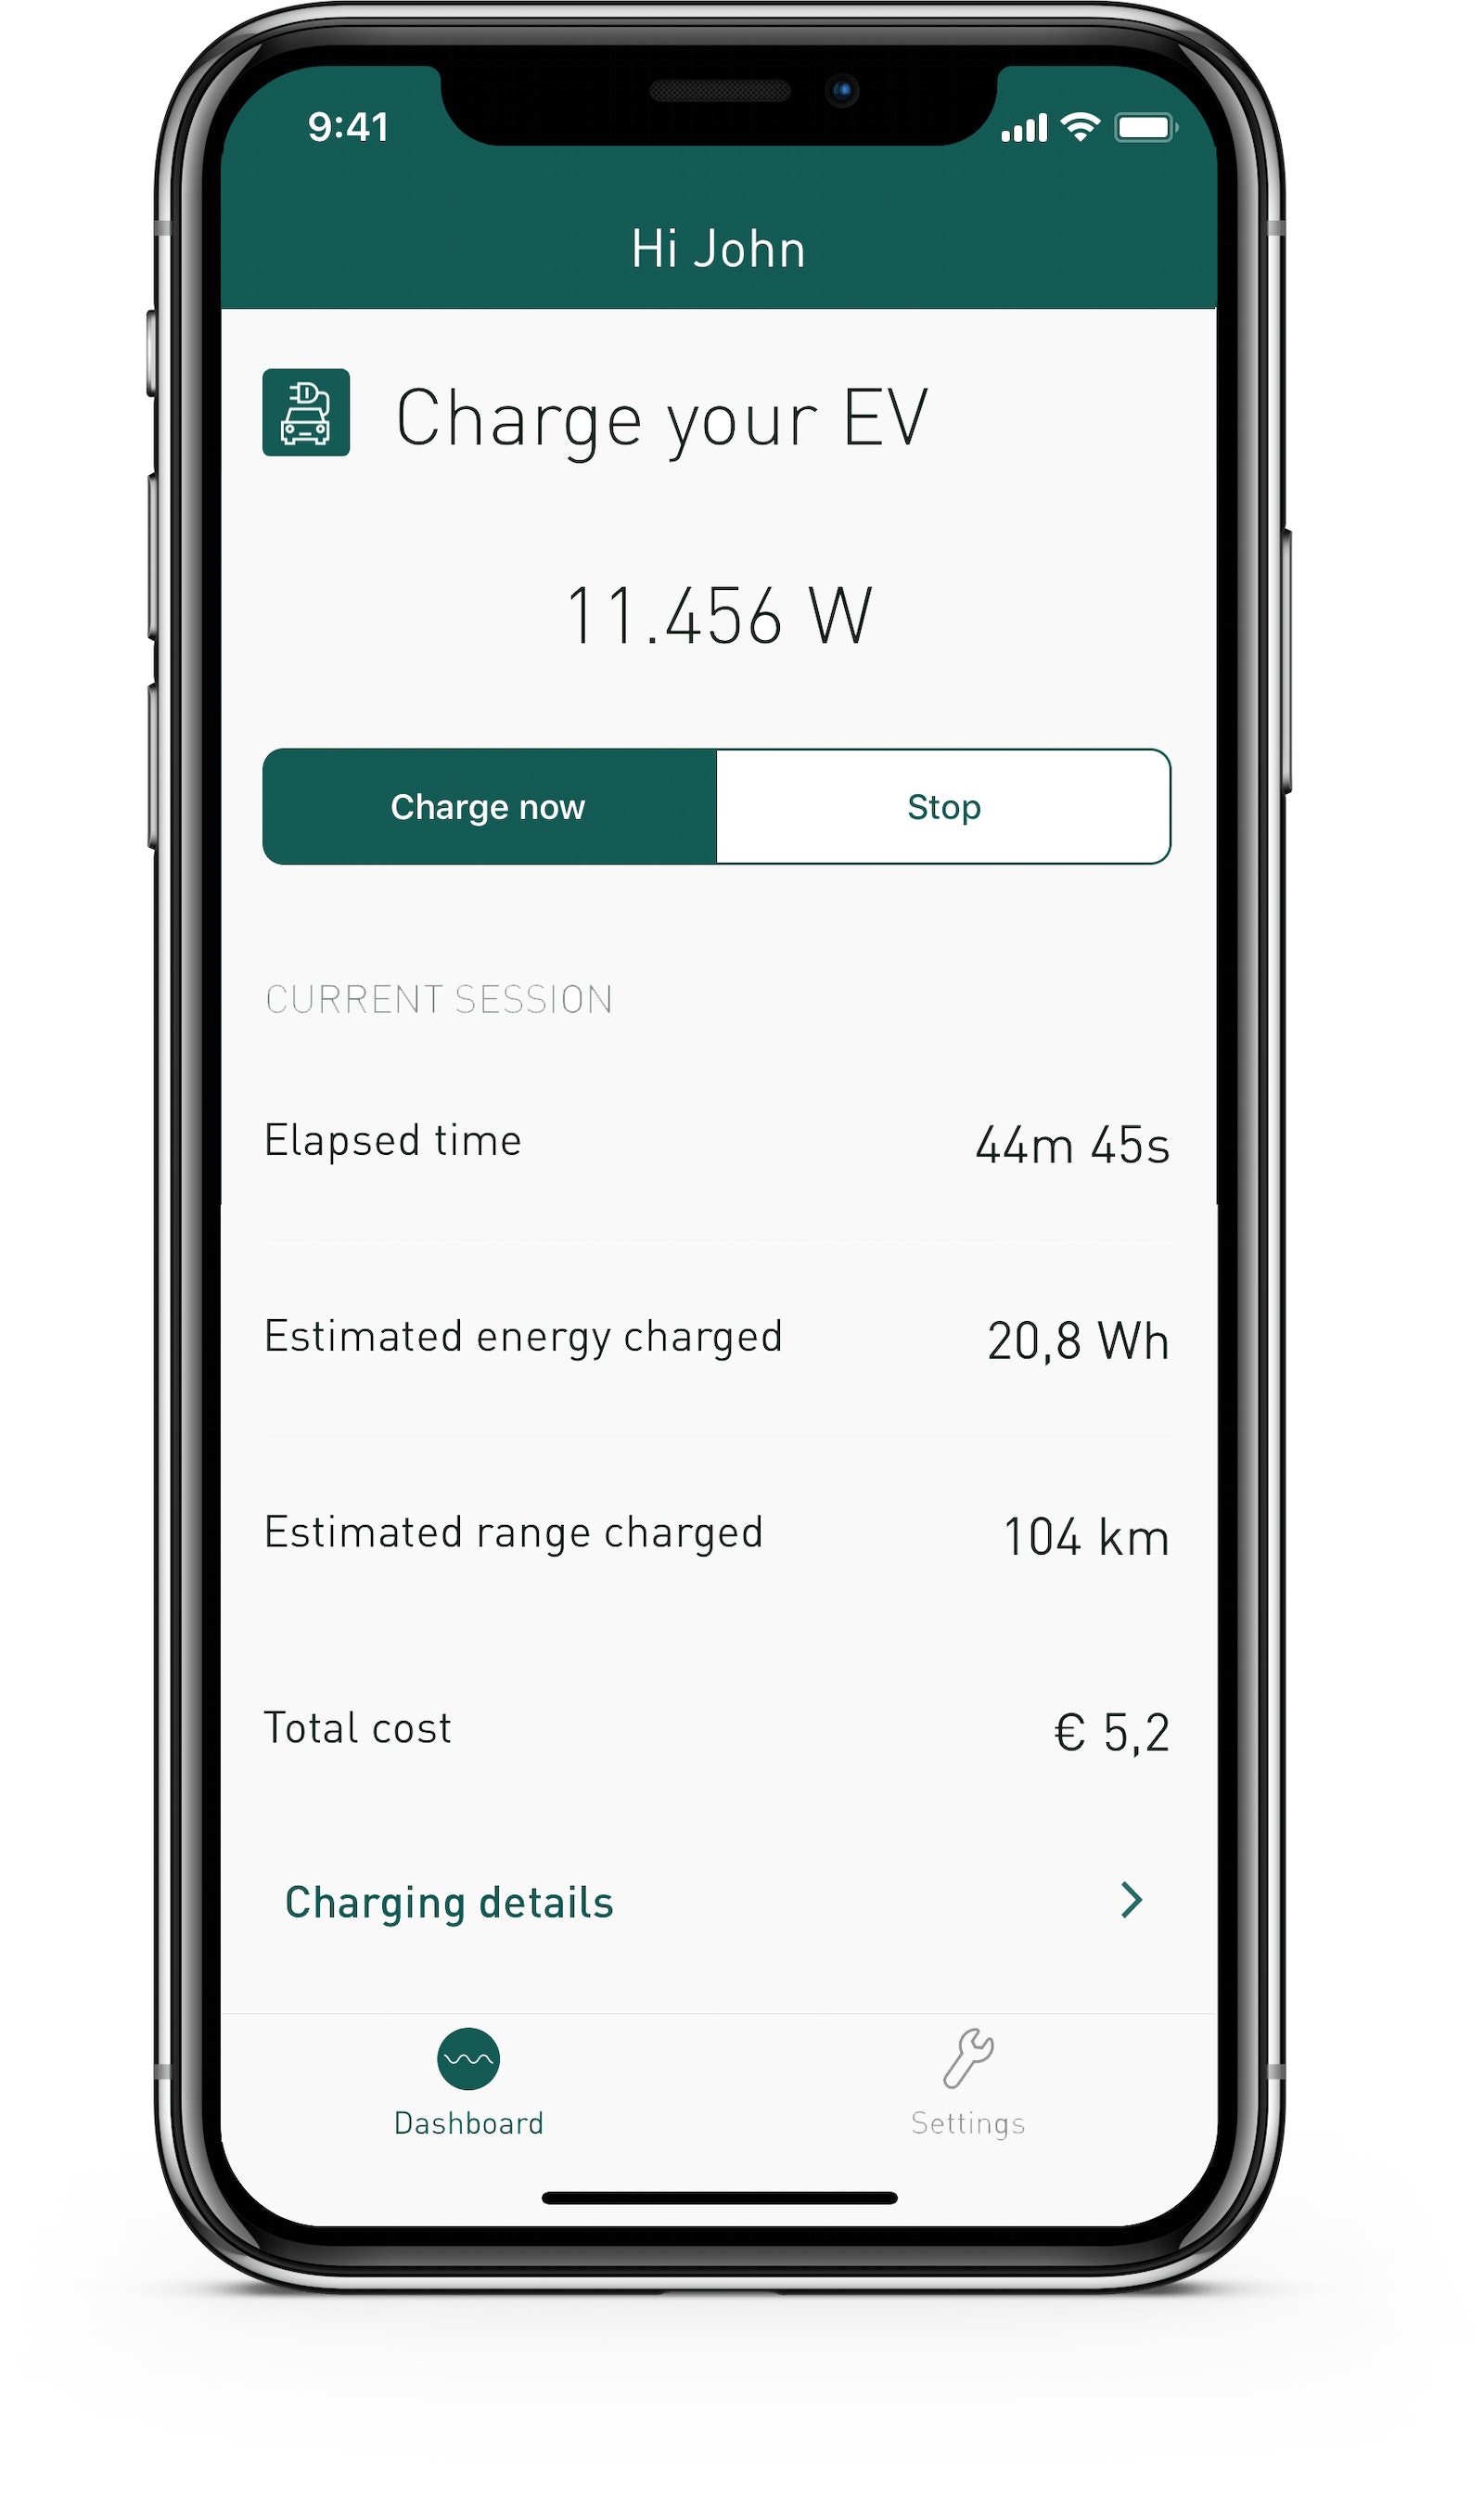 9:41
Hi John
Charge your EV
11.456 W
Charge now Stop
CURRENT SESSION
Elapsed time 44m 45s
Estimated energy charged 20,8 Wh
Estimated range charged 104 km
Total cost € 5,2
Charging details
Dashboard Settings